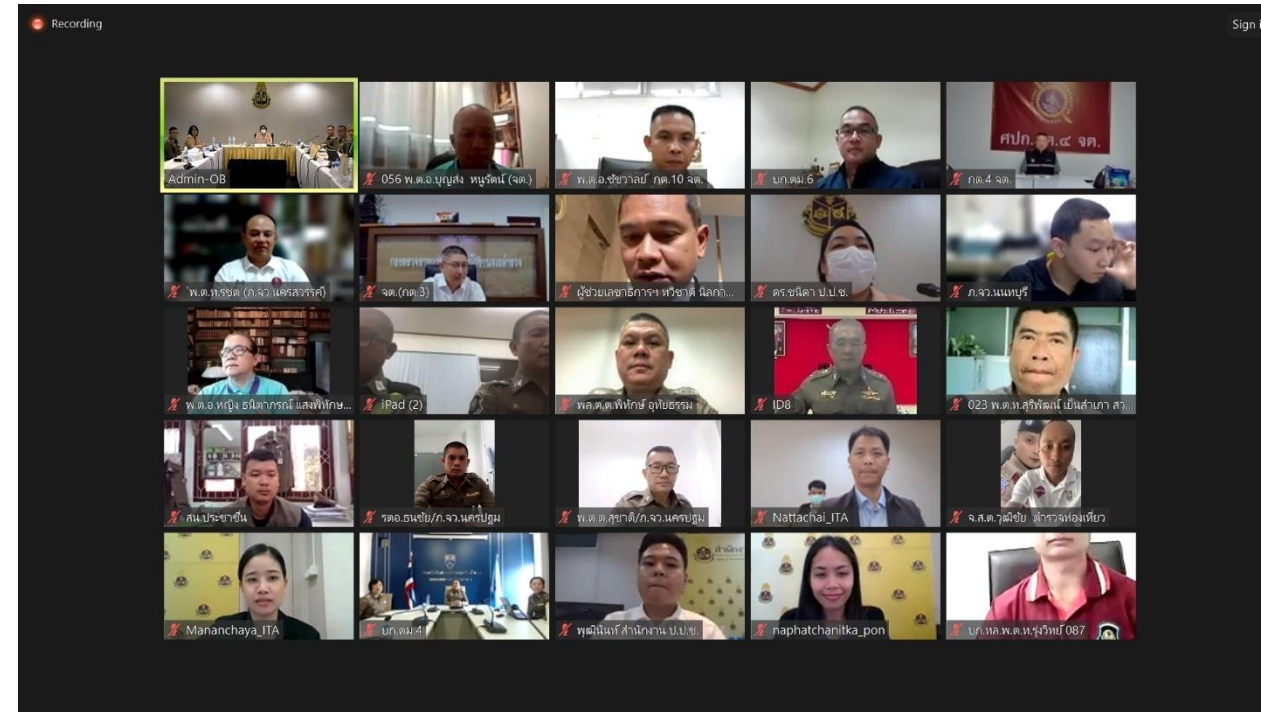 Recording
Sign i
Admin-OB
056 พ.ต.อ.บุญส่ง หนูรัตน์ (จต.)
พ.ต.อ.ชัชวาลย์ กต.10 จต.
บก.ตม.6
ศปก. ต.๔ จต.
กต.4 จต.
พ.ต.ท.รชต (ภ.จว.นครสวรรค์)
จต.(กต.3)
ผู้ช่วยเลขาธิการฯ ทวิชาติ นิลกา...
ดร.ชนิดา ป.ป.ช.
ภ.จว.นนทบุรี
พ.ต.อ.หญิง ธนิตาภรณ์ แสงพิทักษ...
iPad (2)
พล.ต.ต.พิทักษ์ อุทัยธรรม
ID8
023 พ.ต.ท.สุริพัฒน์ เย็นสำเภา สว...
สน.ประชาชื่น
รตอ.ธนชัย/ภ.จว.นครปฐม
พ.ต.ต.สุชาติ/ภ.จว.นครปฐม
Nattachai_ITA
จ.ส.ต.วุฒิชัย ตำรวจท่องเที่ยว
Mananchaya_ITA
บก.ตม.4
พุฒินันท์ สำนักงาน ป.ป.ช.
naphatchanitka_pon
บก.ทล.พ.ต.ท.รุ่งวิทย์ 087